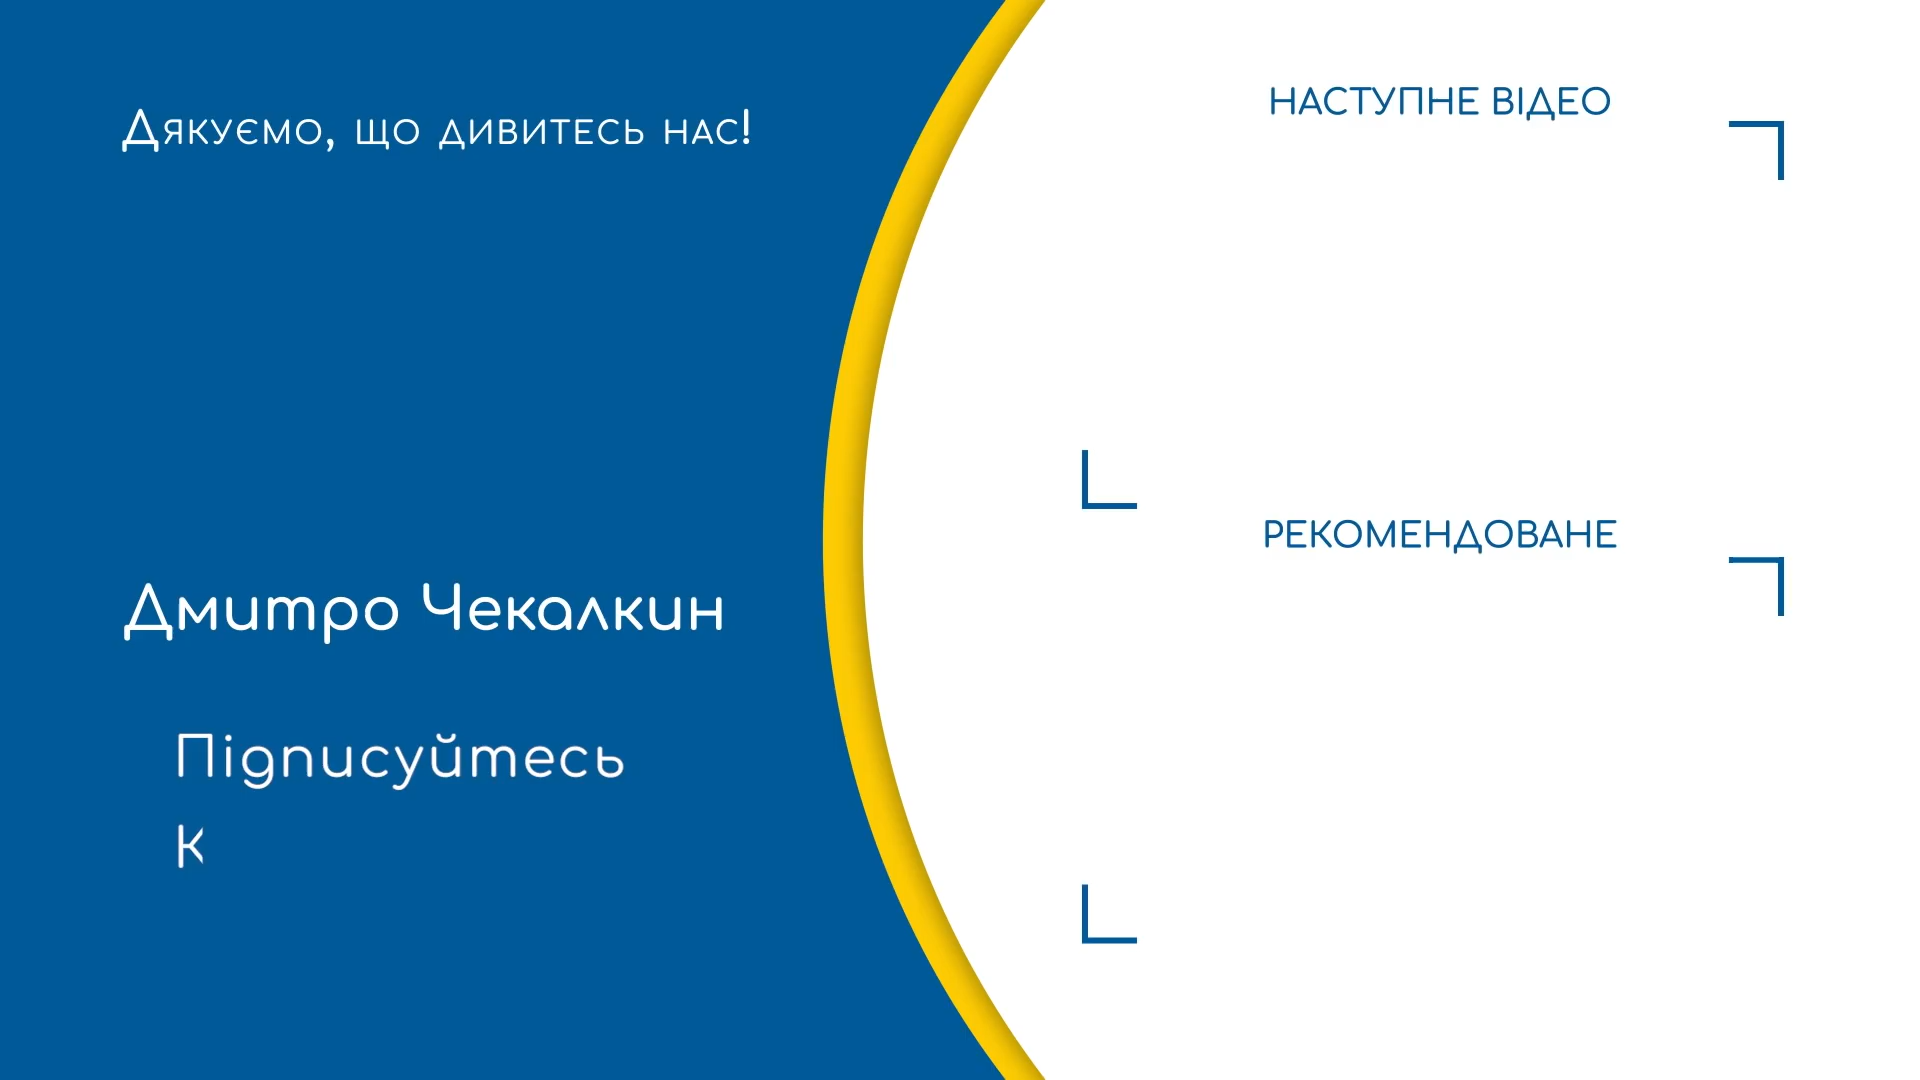 Дякуємо, що дивитесь нас!
Дмитро Чекалкин
Підписуйтесь
К
НАСТУПНЕ ВІДЕО
РЕКОМЕНДОВАНЕ